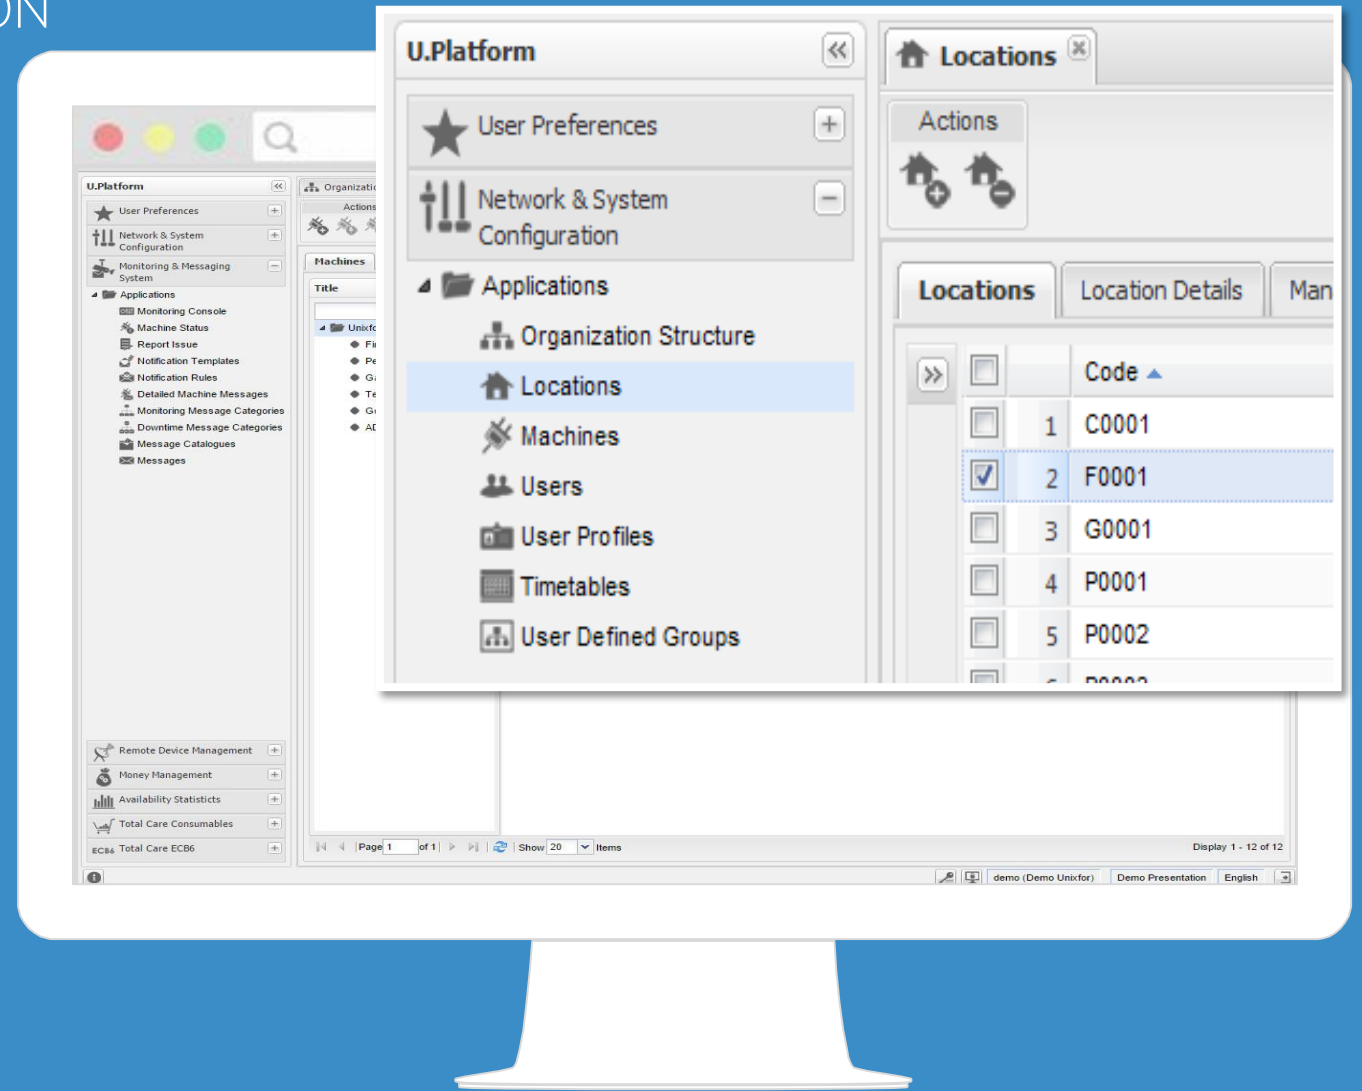 ON
U.Platform
User Preferences
Network & System
Configuration
Applications
Organization Structure
Locations
Machines
Users
User Profiles
Timetables
User Defined Groups
Locations
Actions
Locations
Location Details
Code
1 C0001
2 F0001
3 G0001
4 P0001
5 P0002
U.Platform
User Preferences
Network & System
Configuration
Monitoring & Messaging
System
Applications
Monitoring Console
Machine Status
Report Issue
Notification Templates
Notification Rules
Detailed Machine Messages
Monitoring Message Categories
Downtime Message Categories
Message Catalogues
Messages
Remote Device Management
Money Management
Availability Statisticts
Total Care Consumables
ECB6 Total Care ECB6
Actions
Machines
Title
Page 1 of 1 Show 20 Items
Display 1 - 12 of 12
demo (Demo Unixfor) Demo Presentation English